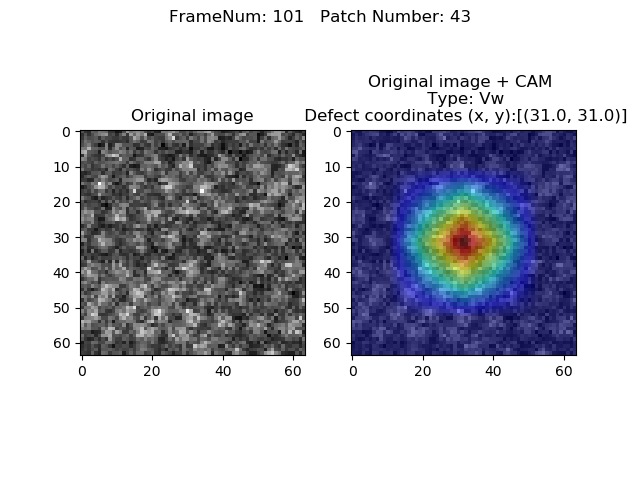 FrameNum: 101   Patch Number: 43
Original image
Original image + CAM
Type: Vw
Defect coordinates (x, y):[(31.0, 31.0)]
0
10
20
30
40
50
60
0 20 40 60
0
10
20
30
40
50
60
0 20 40 60